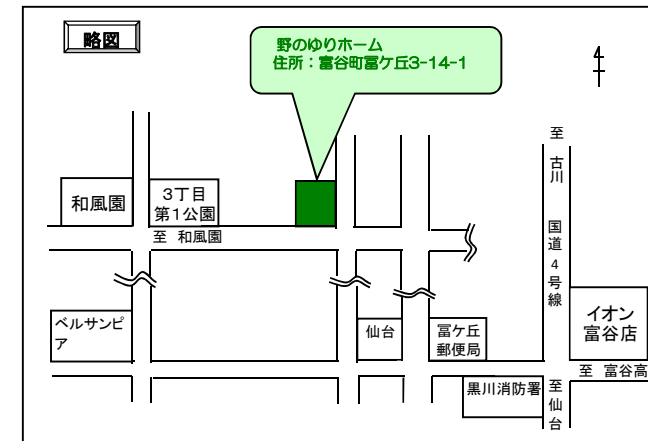 略図
野のゆりホーム
住所：富谷町冨ケ丘3-14-1
至
古
川
国
道
4
号
線
和風園
3丁目
第1公園
至 和風園
ベルサンピ
ア
仙台
冨ケ丘
郵便局
イオン
富谷店
至 富谷高
黒川消防署
至
仙
台